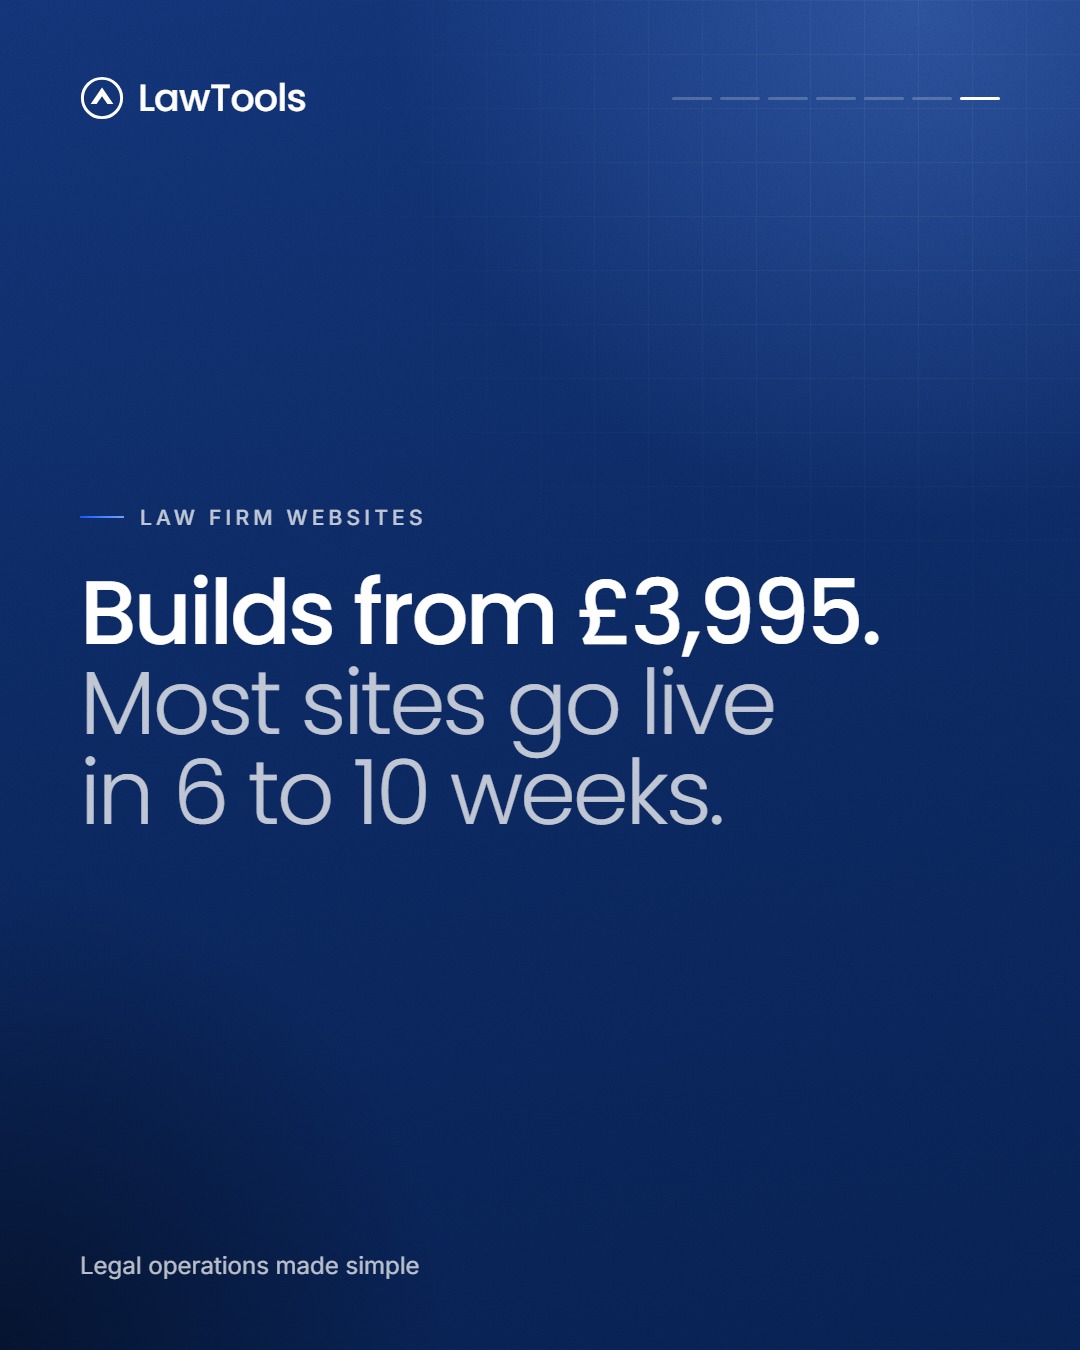 LawTools
LAW FIRM WEBSITES
Builds from £3,995.
Most sites go live
in 6 to 10 weeks.
Legal operations made simple